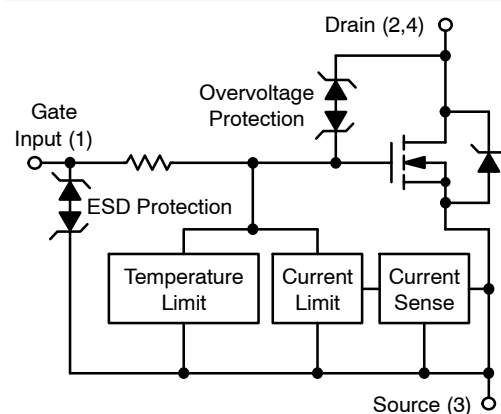 Drain (2,4)
Overvoltage
Protection
Gate
Input (1)
ESD Protection
Temperature
Limit
Current
Limit
Current
Sense
Source (3)